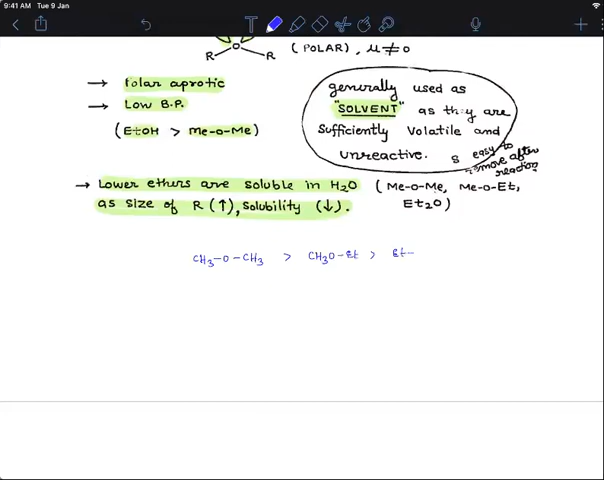 9:41 AM Tue 9 Jan
R O R (POLAR), μ≠0
→ Polar aprotic
→ Low B.P.
(EtOH > Me-O-Me)
generally used as
"SOLVENT" as they are
sufficiently volatile and
unreactive.
& easy to
remove after
reaction
→ Lower ethers are soluble in H₂O (Me-O-Me, Me-O-Et,
as size of R (↑), solubility (↓). Et₂O)
CH₃-O-CH₃ > CH₃O-Et > Et-